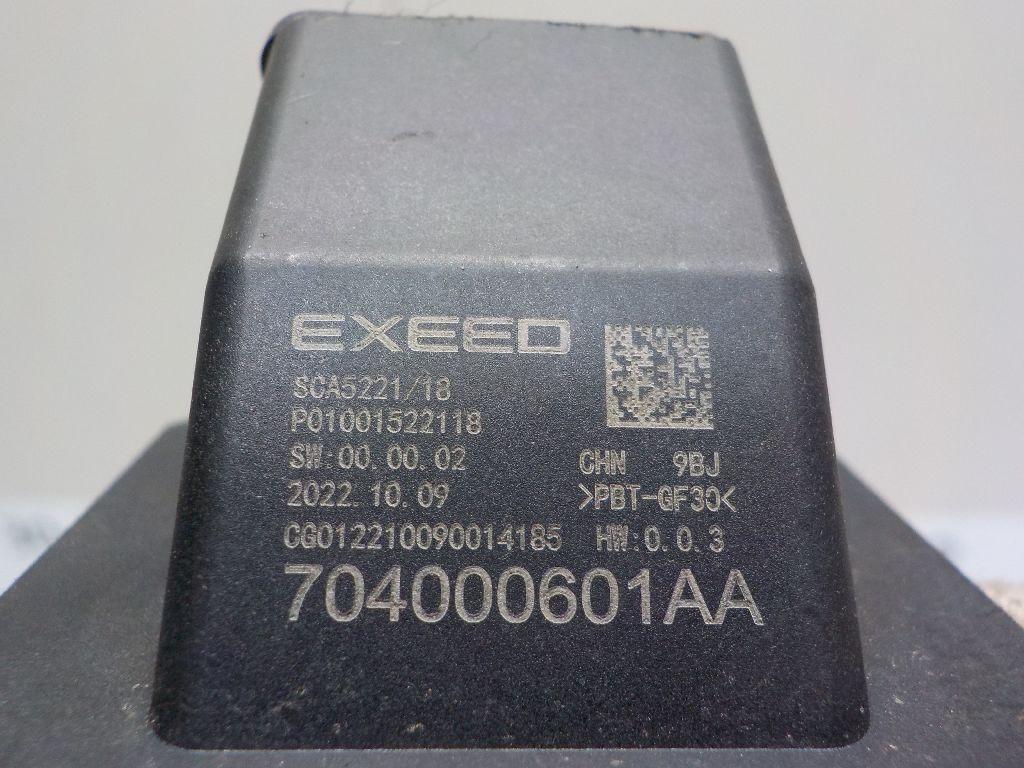 EXEED
SCA5221/18
P01001522118
SW:00.00.02
CHN 9BJ
2022.10.09
>PBT-GF30<
CG012210090014185 HW:0.0.3
704000601AA